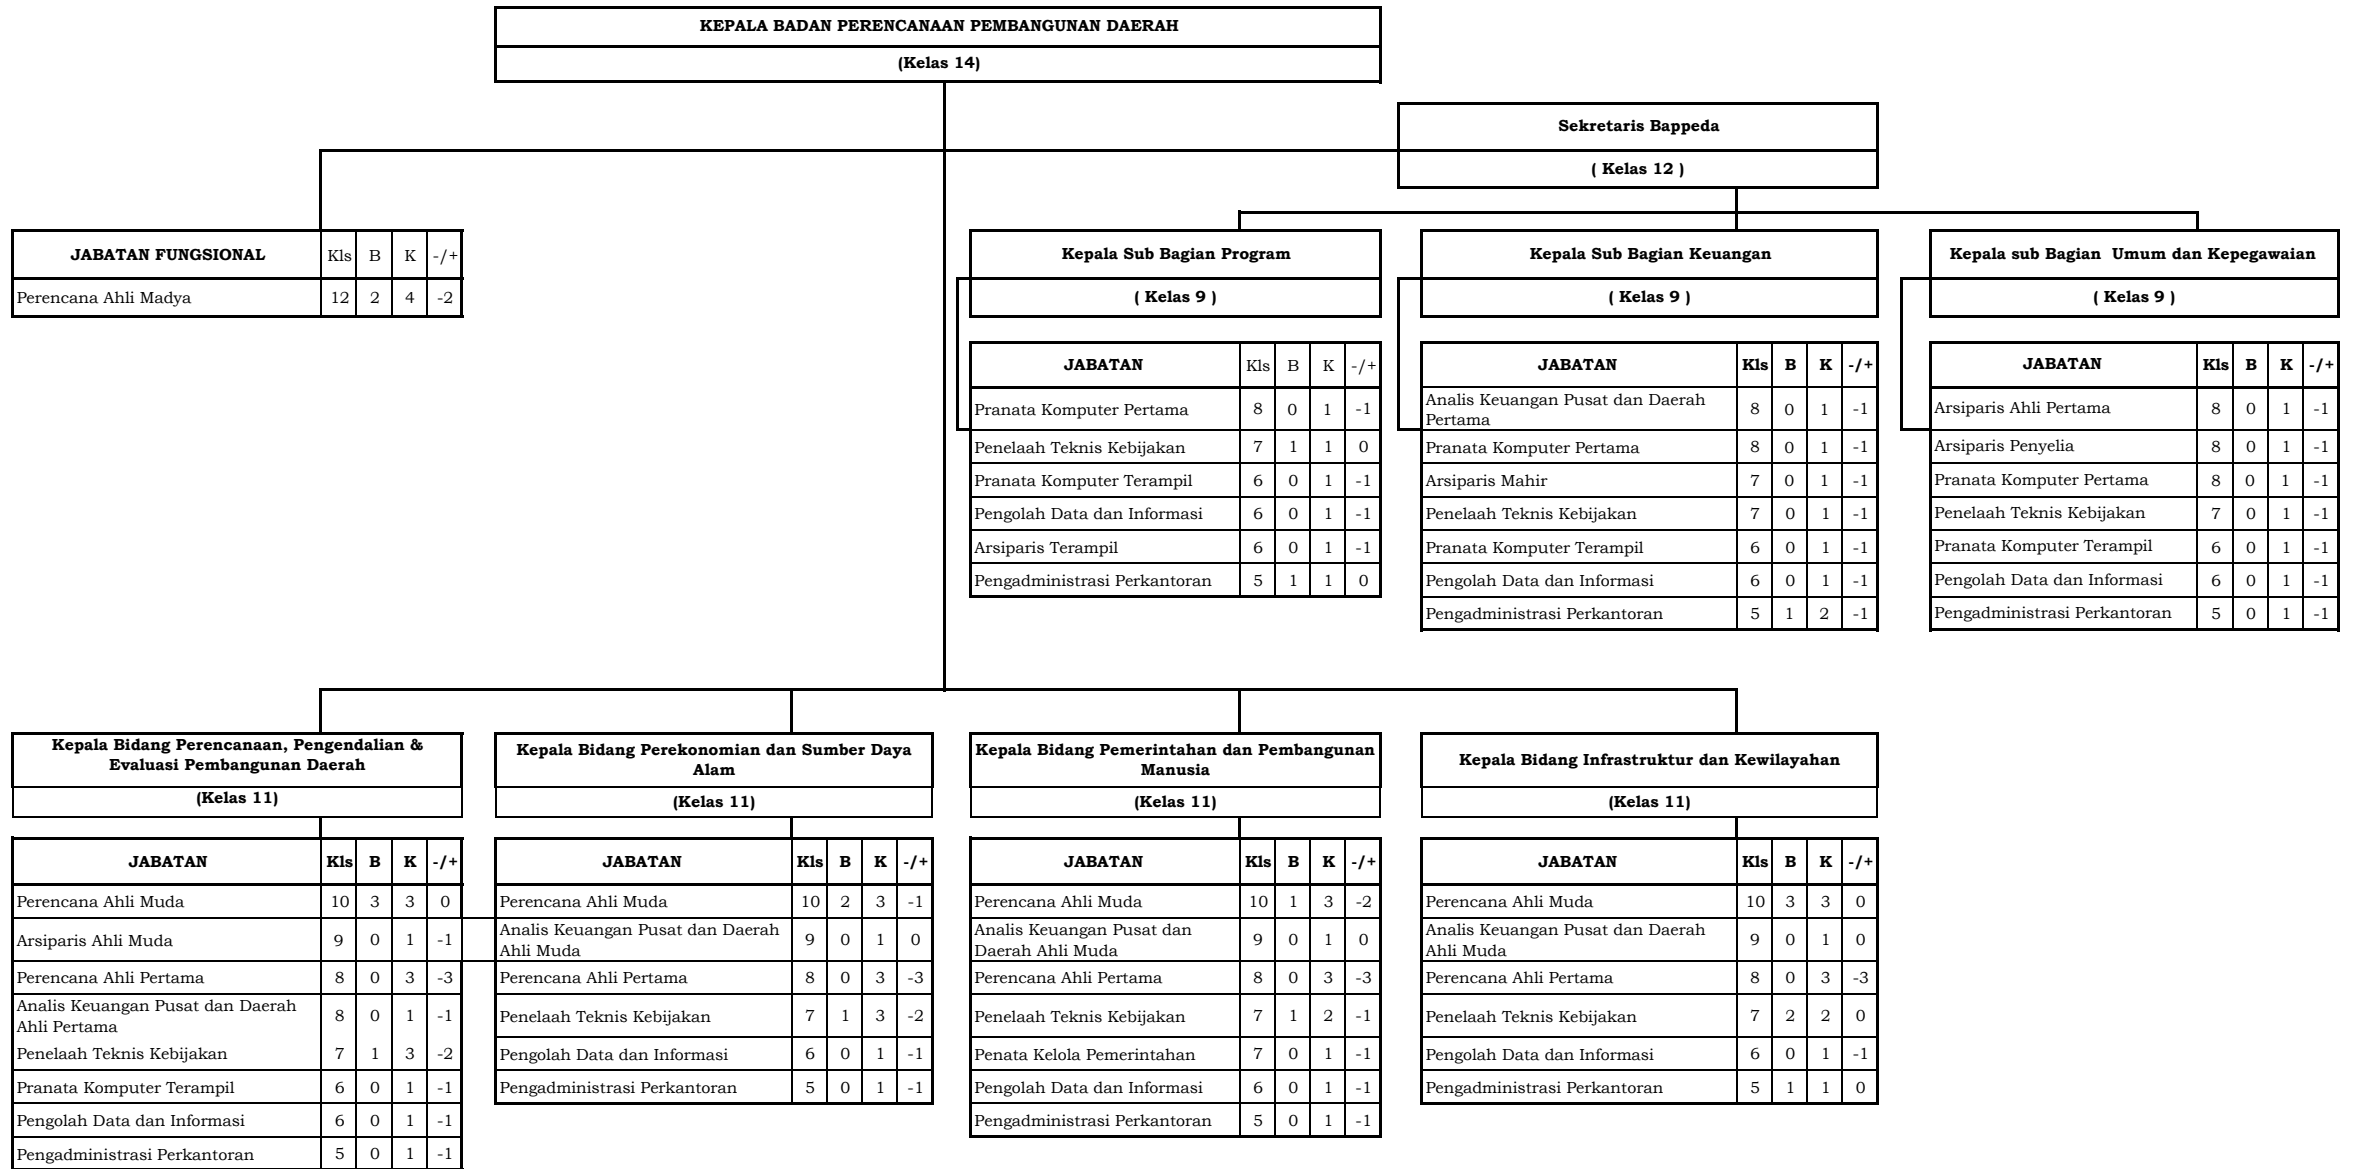 KEPALA BADAN PERENCANAAN PEMBANGUNAN DAERAH
(Kelas 14)
Sekretaris Bappeda
( Kelas 12 )
JABATAN FUNGSIONAL Kls B K -/+
Perencana Ahli Madya 12 2 4 -2
Kepala Sub Bagian Program
( Kelas 9 )
JABATAN Kls B K -/+
Pranata Komputer Pertama 8 0 1 -1
Penelaah Teknis Kebijakan 7 1 1 0
Pranata Komputer Terampil 6 0 1 -1
Pengolah Data dan Informasi 6 0 1 -1
Arsiparis Terampil 6 0 1 -1
Pengadministrasi Perkantoran 5 1 1 0
Kepala Sub Bagian Keuangan
( Kelas 9 )
JABATAN Kls B K -/+
Analis Keuangan Pusat dan Daerah
Pertama 8 0 1 -1
Pranata Komputer Pertama 8 0 1 -1
Arsiparis Mahir 7 0 1 -1
Penelaah Teknis Kebijakan 7 0 1 -1
Pranata Komputer Terampil 6 0 1 -1
Pengolah Data dan Informasi 6 0 1 -1
Pengadministrasi Perkantoran 5 1 2 -1
Kepala sub Bagian Umum dan Kepegawaian
( Kelas 9 )
JABATAN Kls B K -/+
Arsiparis Ahli Pertama 8 0 1 -1
Arsiparis Penyelia 8 0 1 -1
Pranata Komputer Pertama 8 0 1 -1
Penelaah Teknis Kebijakan 7 0 1 -1
Pranata Komputer Terampil 6 0 1 -1
Pengolah Data dan Informasi 6 0 1 -1
Pengadministrasi Perkantoran 5 0 1 -1
Kepala Bidang Perencanaan, Pengendalian &
Evaluasi Pembangunan Daerah
(Kelas 11)
JABATAN Kls B K -/+
Perencana Ahli Muda 10 3 3 0
Arsiparis Ahli Muda 9 0 1 -1
Perencana Ahli Pertama 8 0 3 -3
Analis Keuangan Pusat dan Daerah
Ahli Pertama 8 0 1 -1
Penelaah Teknis Kebijakan 7 1 3 -2
Pranata Komputer Terampil 6 0 1 -1
Pengolah Data dan Informasi 6 0 1 -1
Pengadministrasi Perkantoran 5 0 1 -1
Kepala Bidang Perekonomian dan Sumber Daya
Alam
(Kelas 11)
JABATAN Kls B K -/+
Perencana Ahli Muda 10 2 3 -1
Analis Keuangan Pusat dan Daerah
Ahli Muda 9 0 1 0
Perencana Ahli Pertama 8 0 3 -3
Penelaah Teknis Kebijakan 7 1 3 -2
Pengolah Data dan Informasi 6 0 1 -1
Pengadministrasi Perkantoran 5 0 1 -1
Kepala Bidang Pemerintahan dan Pembangunan
Manusia
(Kelas 11)
JABATAN Kls B K -/+
Perencana Ahli Muda 10 1 3 -2
Analis Keuangan Pusat dan
Daerah Ahli Muda 9 0 1 0
Perencana Ahli Pertama 8 0 3 -3
Penelaah Teknis Kebijakan 7 1 2 -1
Penata Kelola Pemerintahan 7 0 1 -1
Pengolah Data dan Informasi 6 0 1 -1
Pengadministrasi Perkantoran 5 0 1 -1
Kepala Bidang Infrastruktur dan Kewilayahan
(Kelas 11)
JABATAN Kls B K -/+
Perencana Ahli Muda 10 3 3 0
Analis Keuangan Pusat dan Daerah
Ahli Muda 9 0 1 0
Perencana Ahli Pertama 8 0 3 -3
Penelaah Teknis Kebijakan 7 2 2 0
Pengolah Data dan Informasi 6 0 1 -1
Pengadministrasi Perkantoran 5 1 1 0